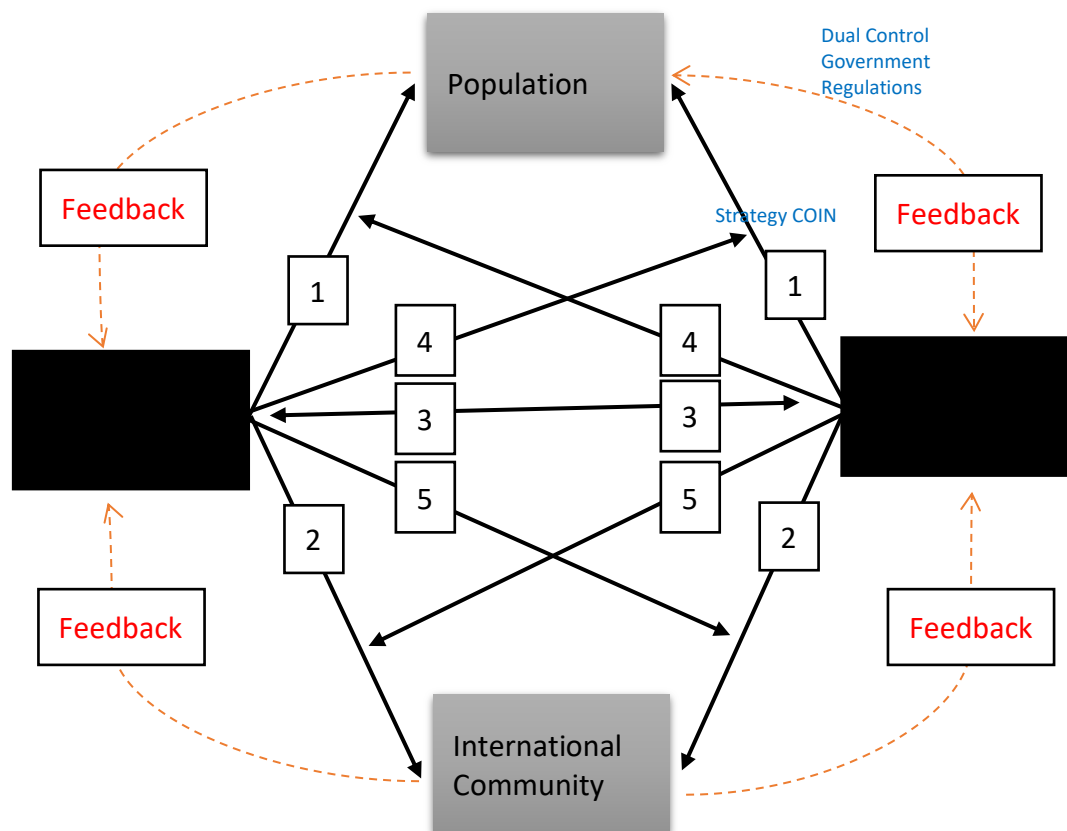 Dual Control
Government
Regulations
Population
Feedback
Feedback
Strategy COIN
1
1
4
4
3
3
5
5
2
2
Feedback
Feedback
International
Community